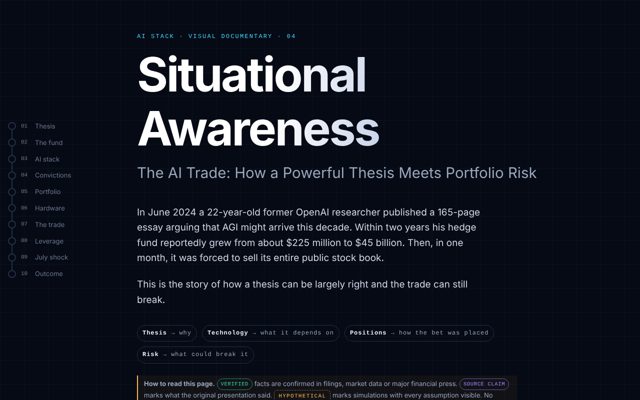 AI STACK · VISUAL DOCUMENTARY · 04
Situational
Awareness
The AI Trade: How a Powerful Thesis Meets Portfolio Risk
01 Thesis
02 The fund
03 AI stack
04 Convictions
05 Portfolio
06 Hardware
07 The trade
08 Leverage
09 July shock
10 Outcome
In June 2024 a 22-year-old former OpenAI researcher published a 165-page
essay arguing that AGI might arrive this decade. Within two years his hedge
fund reportedly grew from about $225 million to $45 billion. Then, in one
month, it was forced to sell its entire public stock book.
This is the story of how a thesis can be largely right and the trade can still
break.
Thesis → why
Technology → what it depends on
Positions → how the bet was placed
Risk → what could break it
How to read this page. VERIFIED facts are confirmed in filings, market data or major financial press. SOURCE CLAIM
marks what the original presentation said. HYPOTHETICAL marks simulations with every assumption visible. No